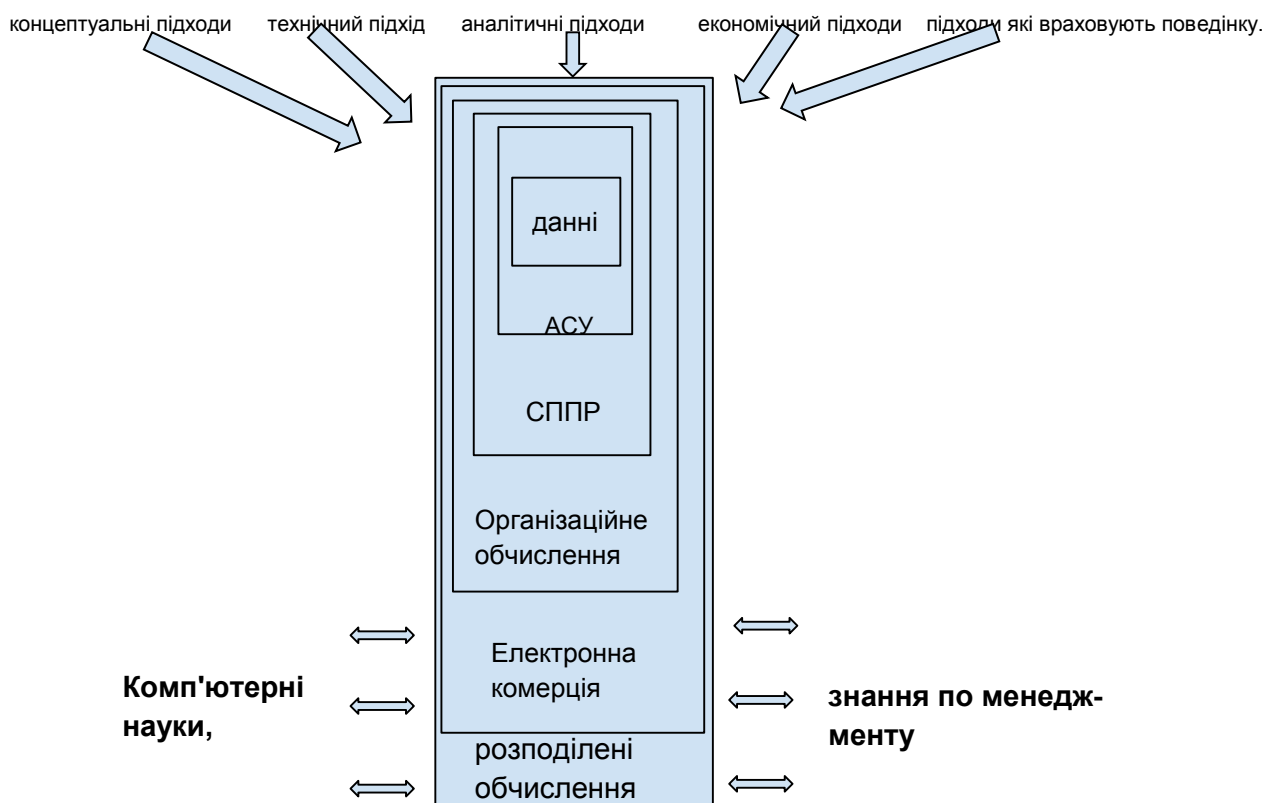 концептуальні підходи технічний підхід аналітичні підходи економічний підходи підходи які враховують поведінку.
данні
АСУ
СППР
Організаційне
обчислення
Електронна
комерція
Комп'ютерні
науки,
знання по менедж-
менту
розподілені
обчислення